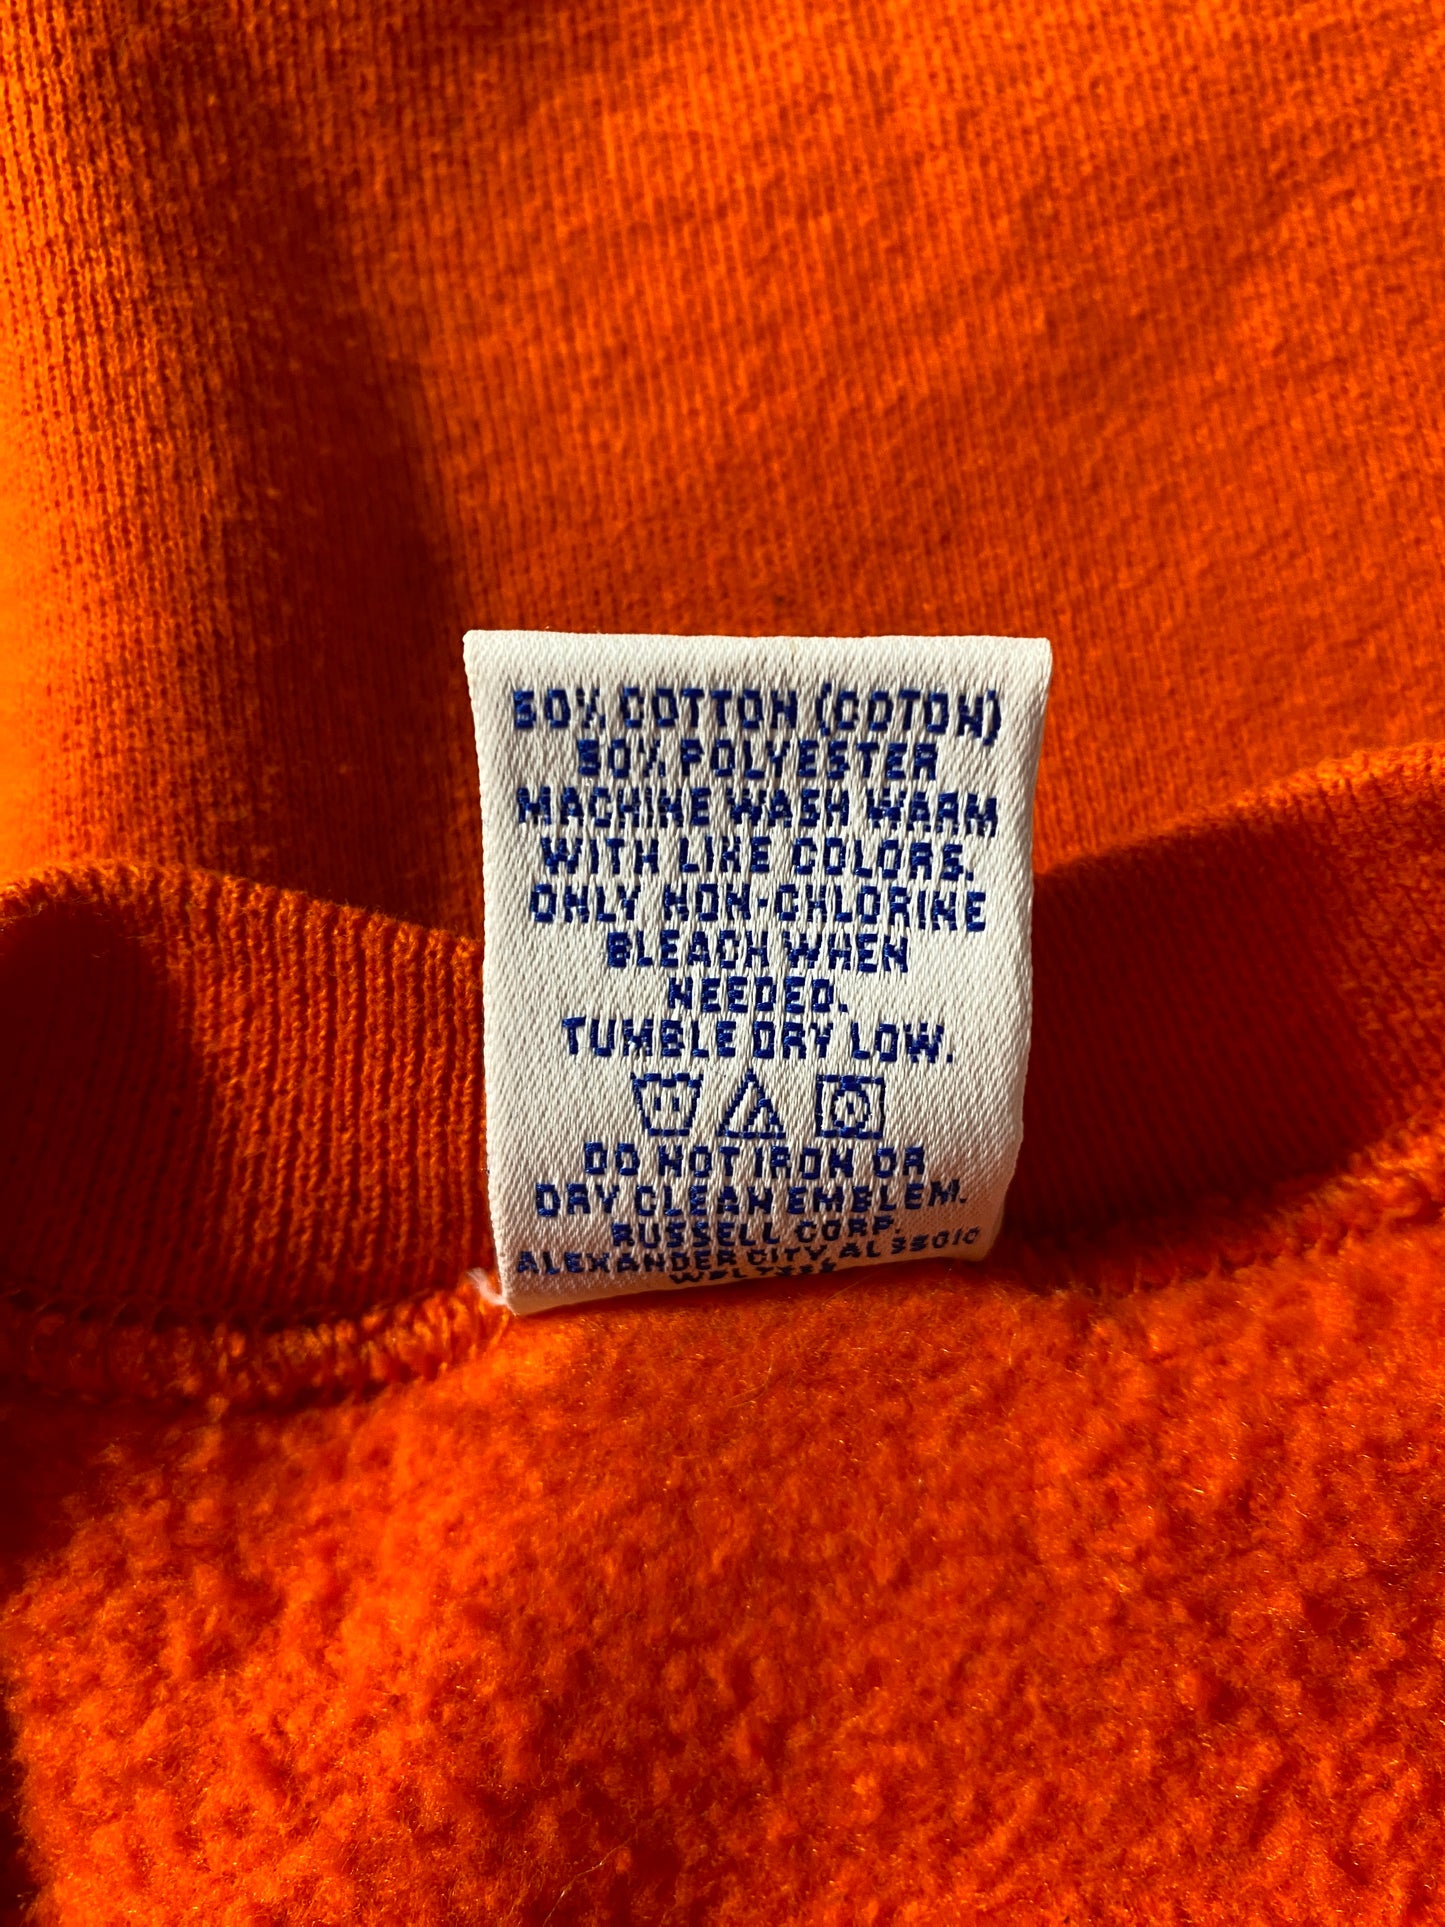 50% COTTON (COTON)
50% POLYESTER
MACHINE WASH WARM
WITH LIKE COLORS.
ONLY NON-CHLORINE
BLEACH WHEN
NEEDED.
TUMBLE DRY LOW.
DO NOT IRON OR
DRY CLEAN EMBLEM.
RUSSELL CORP.
ALEXANDER CITY, AL 35010